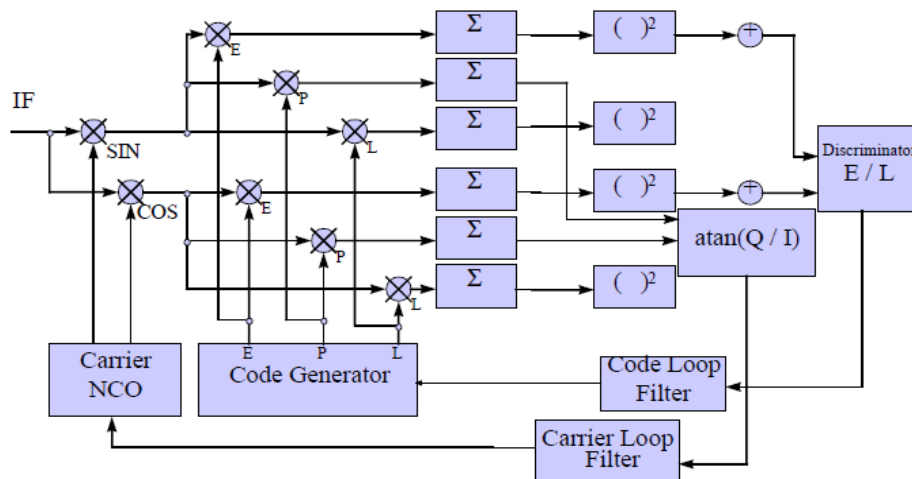 Σ
( )²
+
E
Σ
P
IF
Σ
( )²
L
SIN
Discriminator
E / L
Σ
( )²
+
E
COS
Σ
P
atan(Q / I)
Σ
( )²
L
E P L
Carrier
NCO
Code Generator
Code Loop
Filter
Carrier Loop
Filter